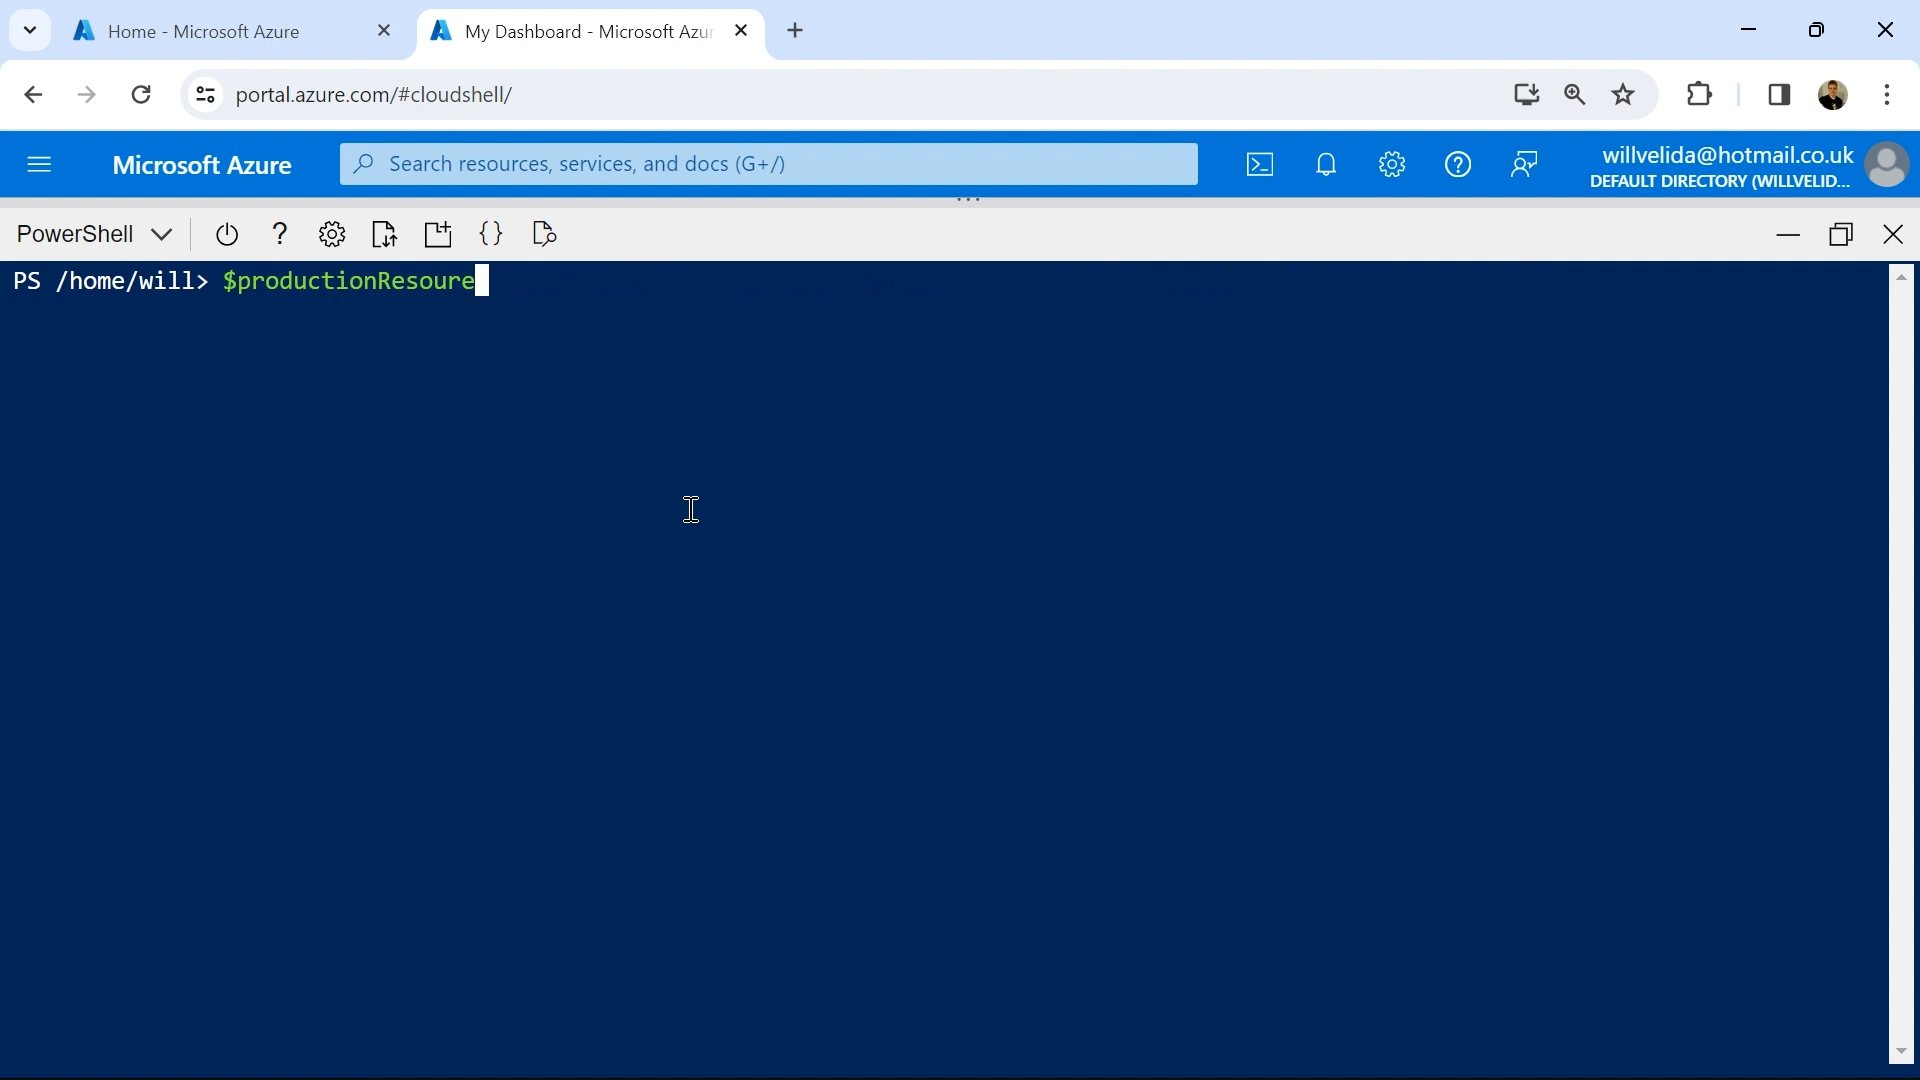 Home - Microsoft Azure
My Dashboard - Microsoft Azur
portal.azure.com/#cloudshell/
Microsoft Azure
Search resources, services, and docs (G+/)
willvelida@hotmail.co.uk
DEFAULT DIRECTORY (WILLVELID...
PowerShell
PS /home/will> $productionResoure